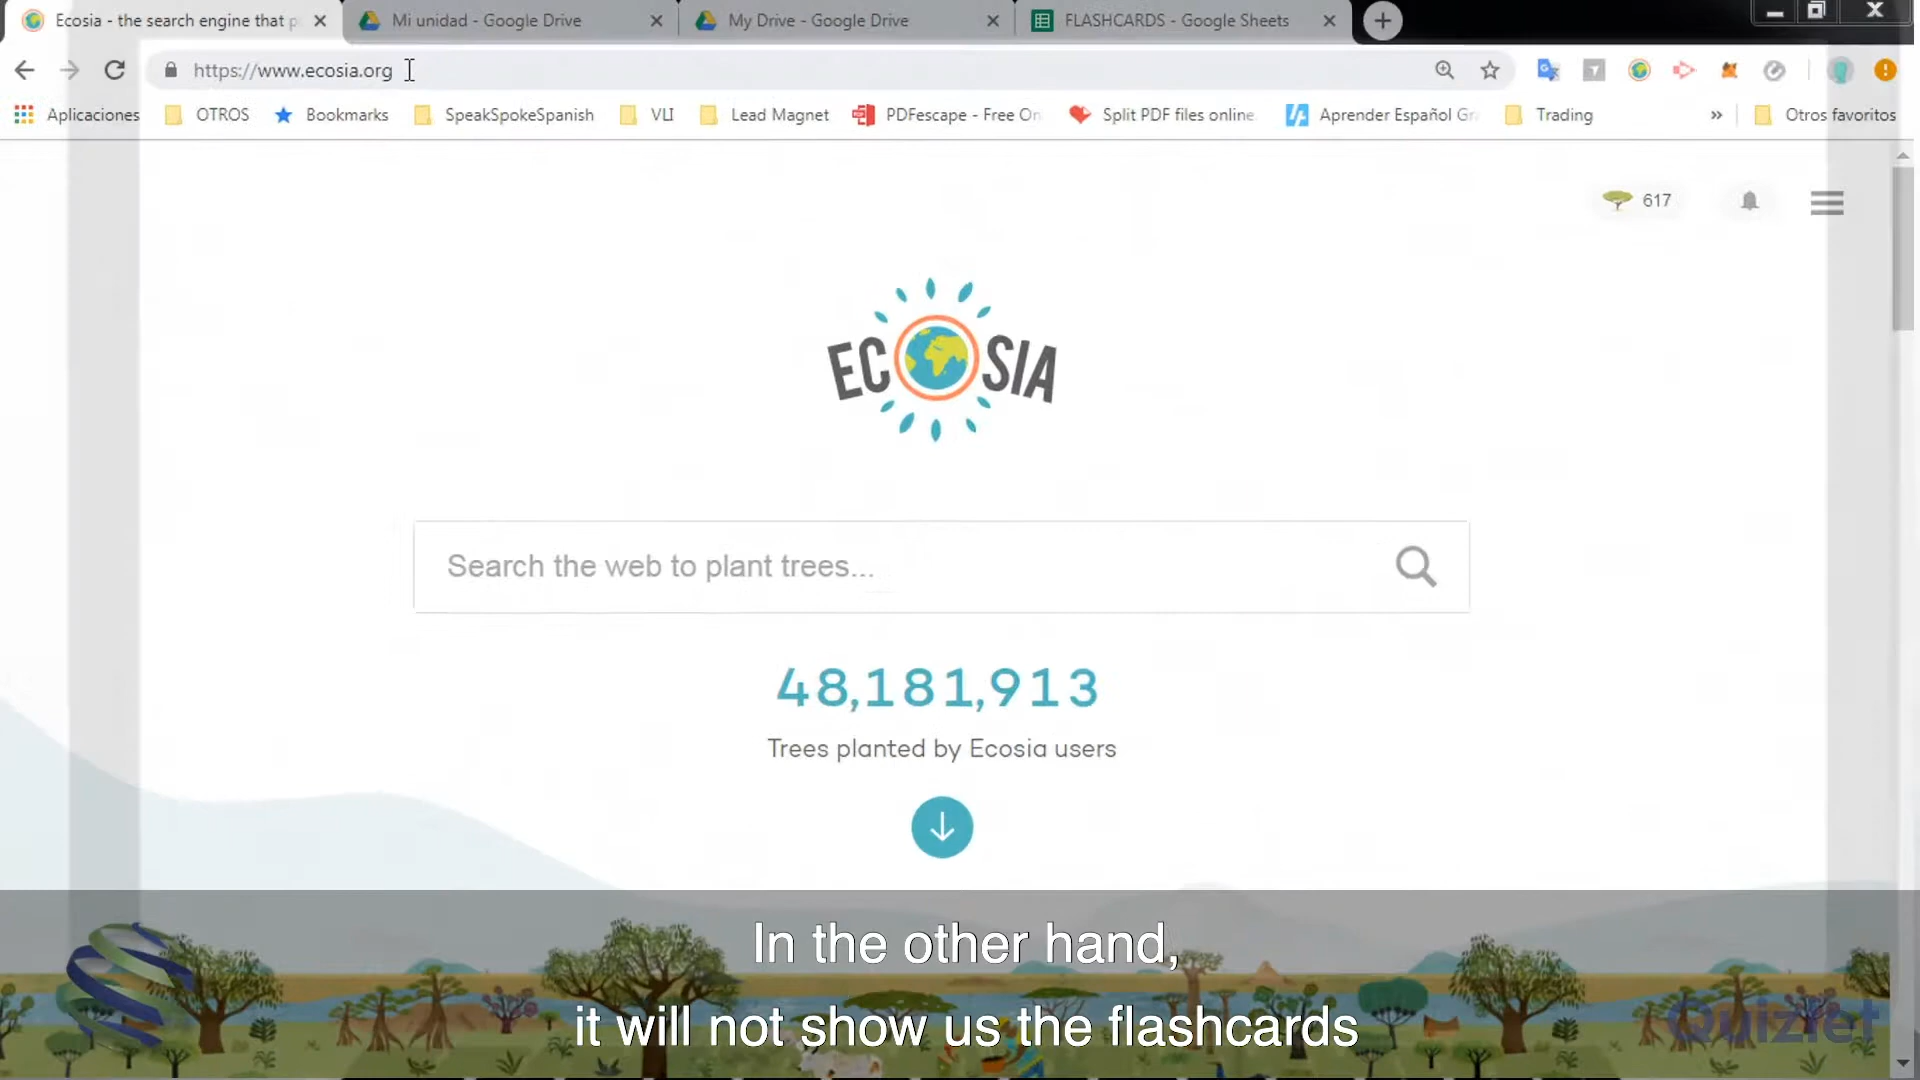 Ecosia - the search engine that p
Mi unidad - Google Drive
My Drive - Google Drive
FLASHCARDS - Google Sheets
https://www.ecosia.org
Aplicaciones
OTROS
Bookmarks
SpeakSpokeSpanish
VLI
Lead Magnet
PDFescape - Free On
Split PDF files online
Aprender Español Gr
Trading
»
Otros favoritos
617
ECOSIA
Search the web to plant trees...
48,181,913
Trees planted by Ecosia users
In the other hand,
it will not show us the flashcards
Quizlet